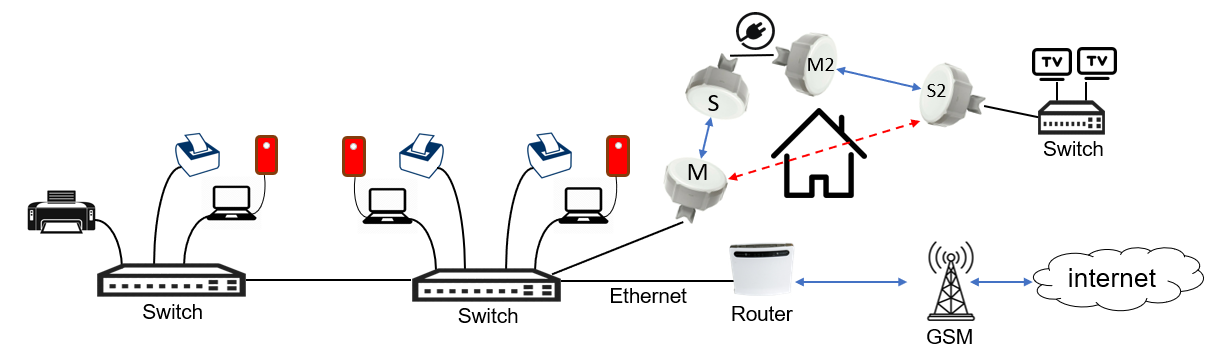 M2
S2
TV
TV
S
Switch
M
Ethernet
internet
Switch
Switch
Router
GSM